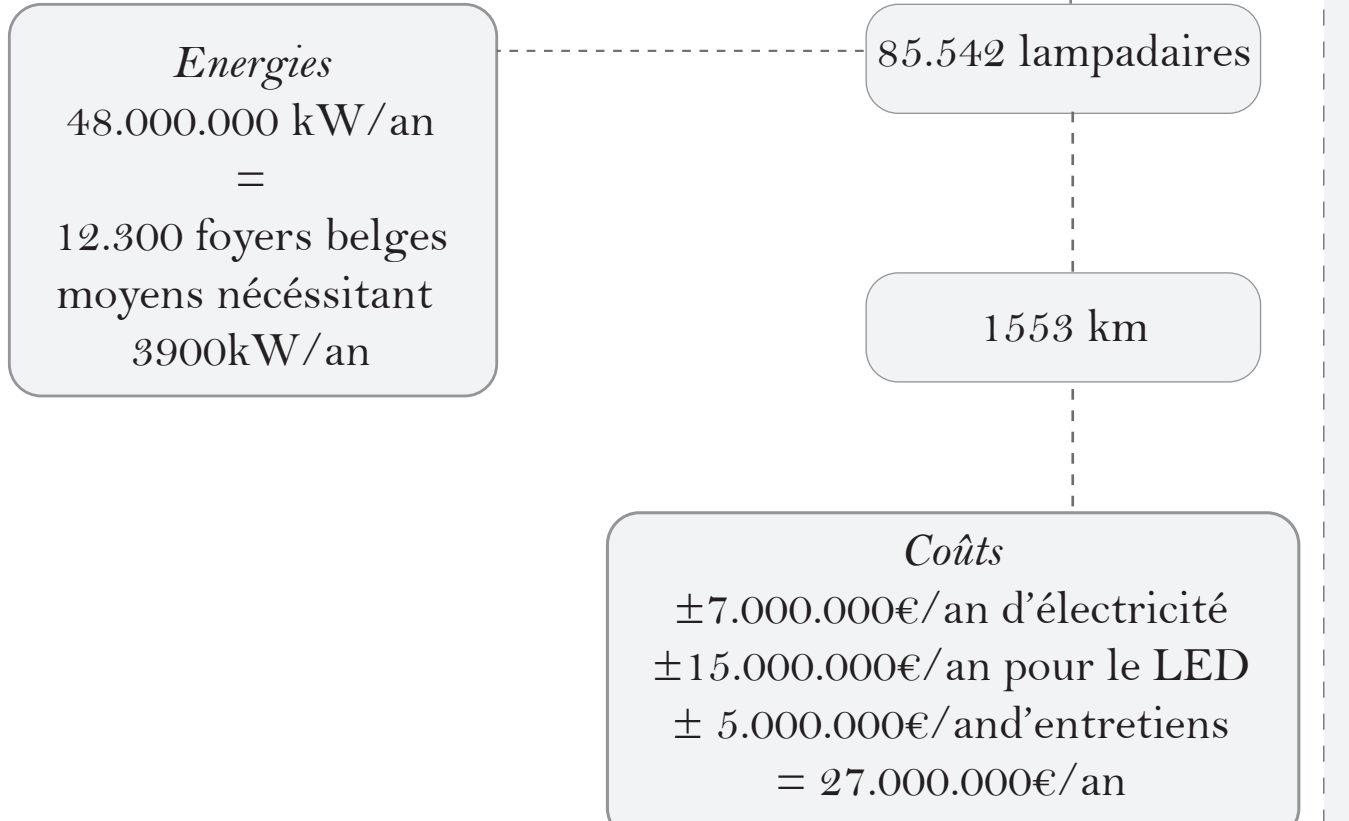 Energies
48.000.000 kW/an
=
12.300 foyers belges
moyens nécéssitant
3900kW/an
85.542 lampadaires
1553 km
Coûts
±7.000.000€/an d’électricité
±15.000.000€/an pour le LED
± 5.000.000€/and’entretiens
= 27.000.000€/an